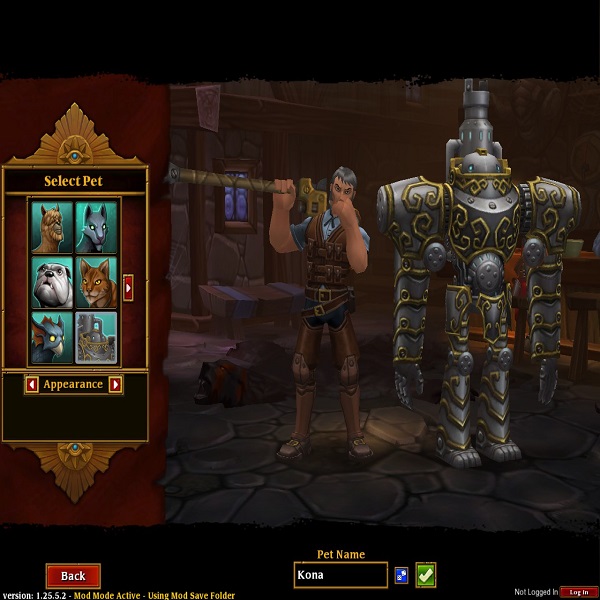 Select Pet
Appearance
Pet Name
Kona
Back
version: 1.25.5.2 - Mod Mode Active - Using Mod Save Folder
Not Logged In
Log In